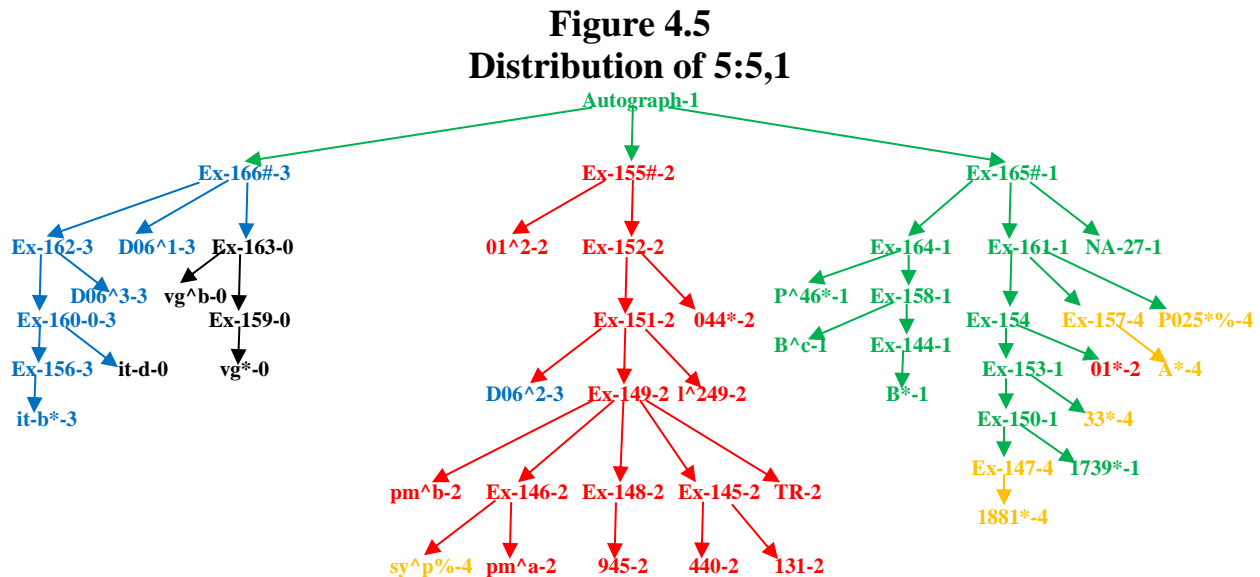 Figure 4.5
Distribution of 5:5,1
Autograph-1
Ex-166#-3 Ex-155#-2 Ex-165#-1
Ex-162-3 D06^1-3 Ex-163-0 01^2-2 Ex-152-2 Ex-164-1 Ex-161-1 NA-27-1
D06^3-3 vg^b-0 P^46*-1 Ex-158-1
Ex-160-0-3 Ex-159-0 Ex-151-2 044*-2 Ex-154 Ex-157-4 P025*%-4
B^c-1 Ex-144-1
Ex-156-3 it-d-0 vg*-0 01*-2 A*-4
Ex-153-1
D06^2-3 Ex-149-2 l^249-2 B*-1
it-b*-3 Ex-150-1 33*-4
Ex-147-4 1739*-1
pm^b-2 Ex-146-2 Ex-148-2 Ex-145-2 TR-2
1881*-4
sy^p%-4 pm^a-2 945-2 440-2 131-2